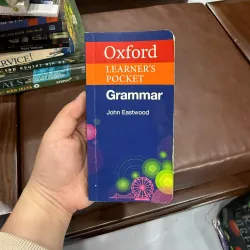 Oxford
LEARNER'S
POCKET
Grammar
John Eastwood